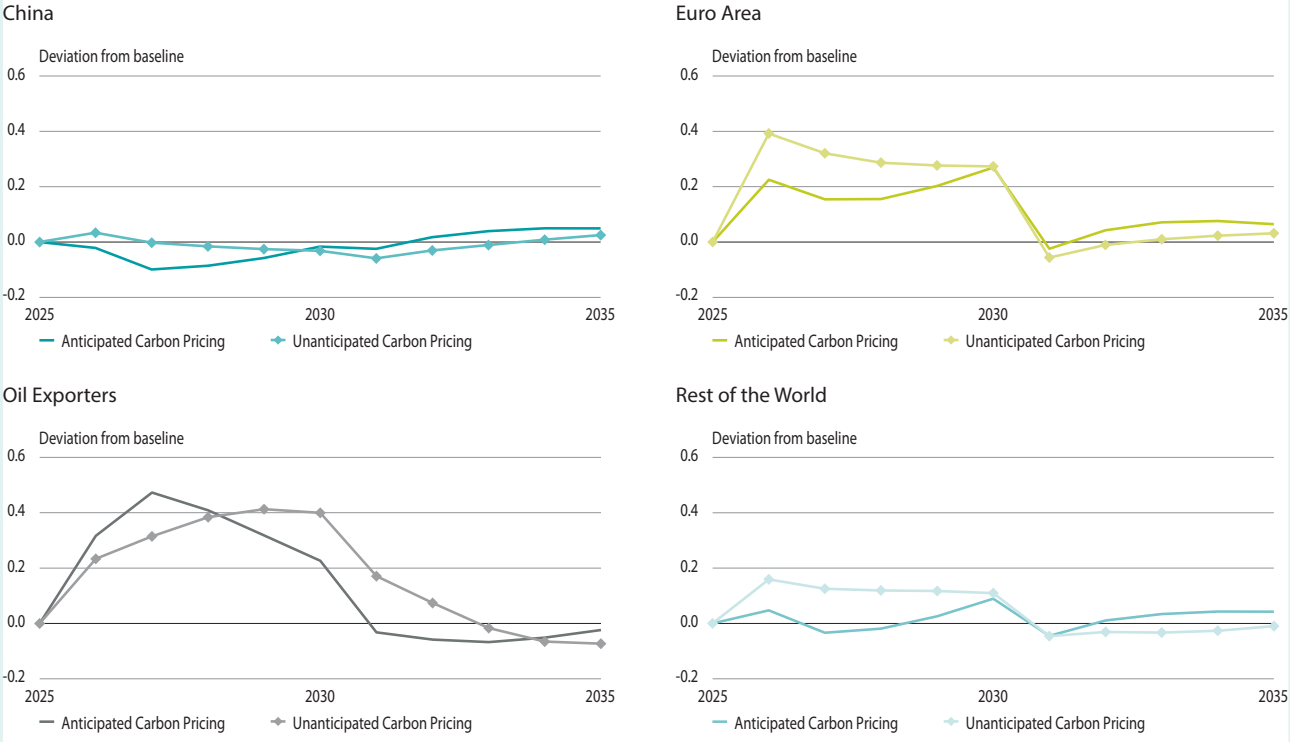 China
Deviation from baseline
0.6
0.4
0.2
0.0
-0.2
2025 2030 2035
Anticipated Carbon Pricing Unanticipated Carbon Pricing
Euro Area
Deviation from baseline
0.6
0.4
0.2
0.0
-0.2
2025 2030 2035
Anticipated Carbon Pricing Unanticipated Carbon Pricing
Oil Exporters
Deviation from baseline
0.6
0.4
0.2
0.0
-0.2
2025 2030 2035
Anticipated Carbon Pricing Unanticipated Carbon Pricing
Rest of the World
Deviation from baseline
0.6
0.4
0.2
0.0
-0.2
2025 2030 2035
Anticipated Carbon Pricing Unanticipated Carbon Pricing